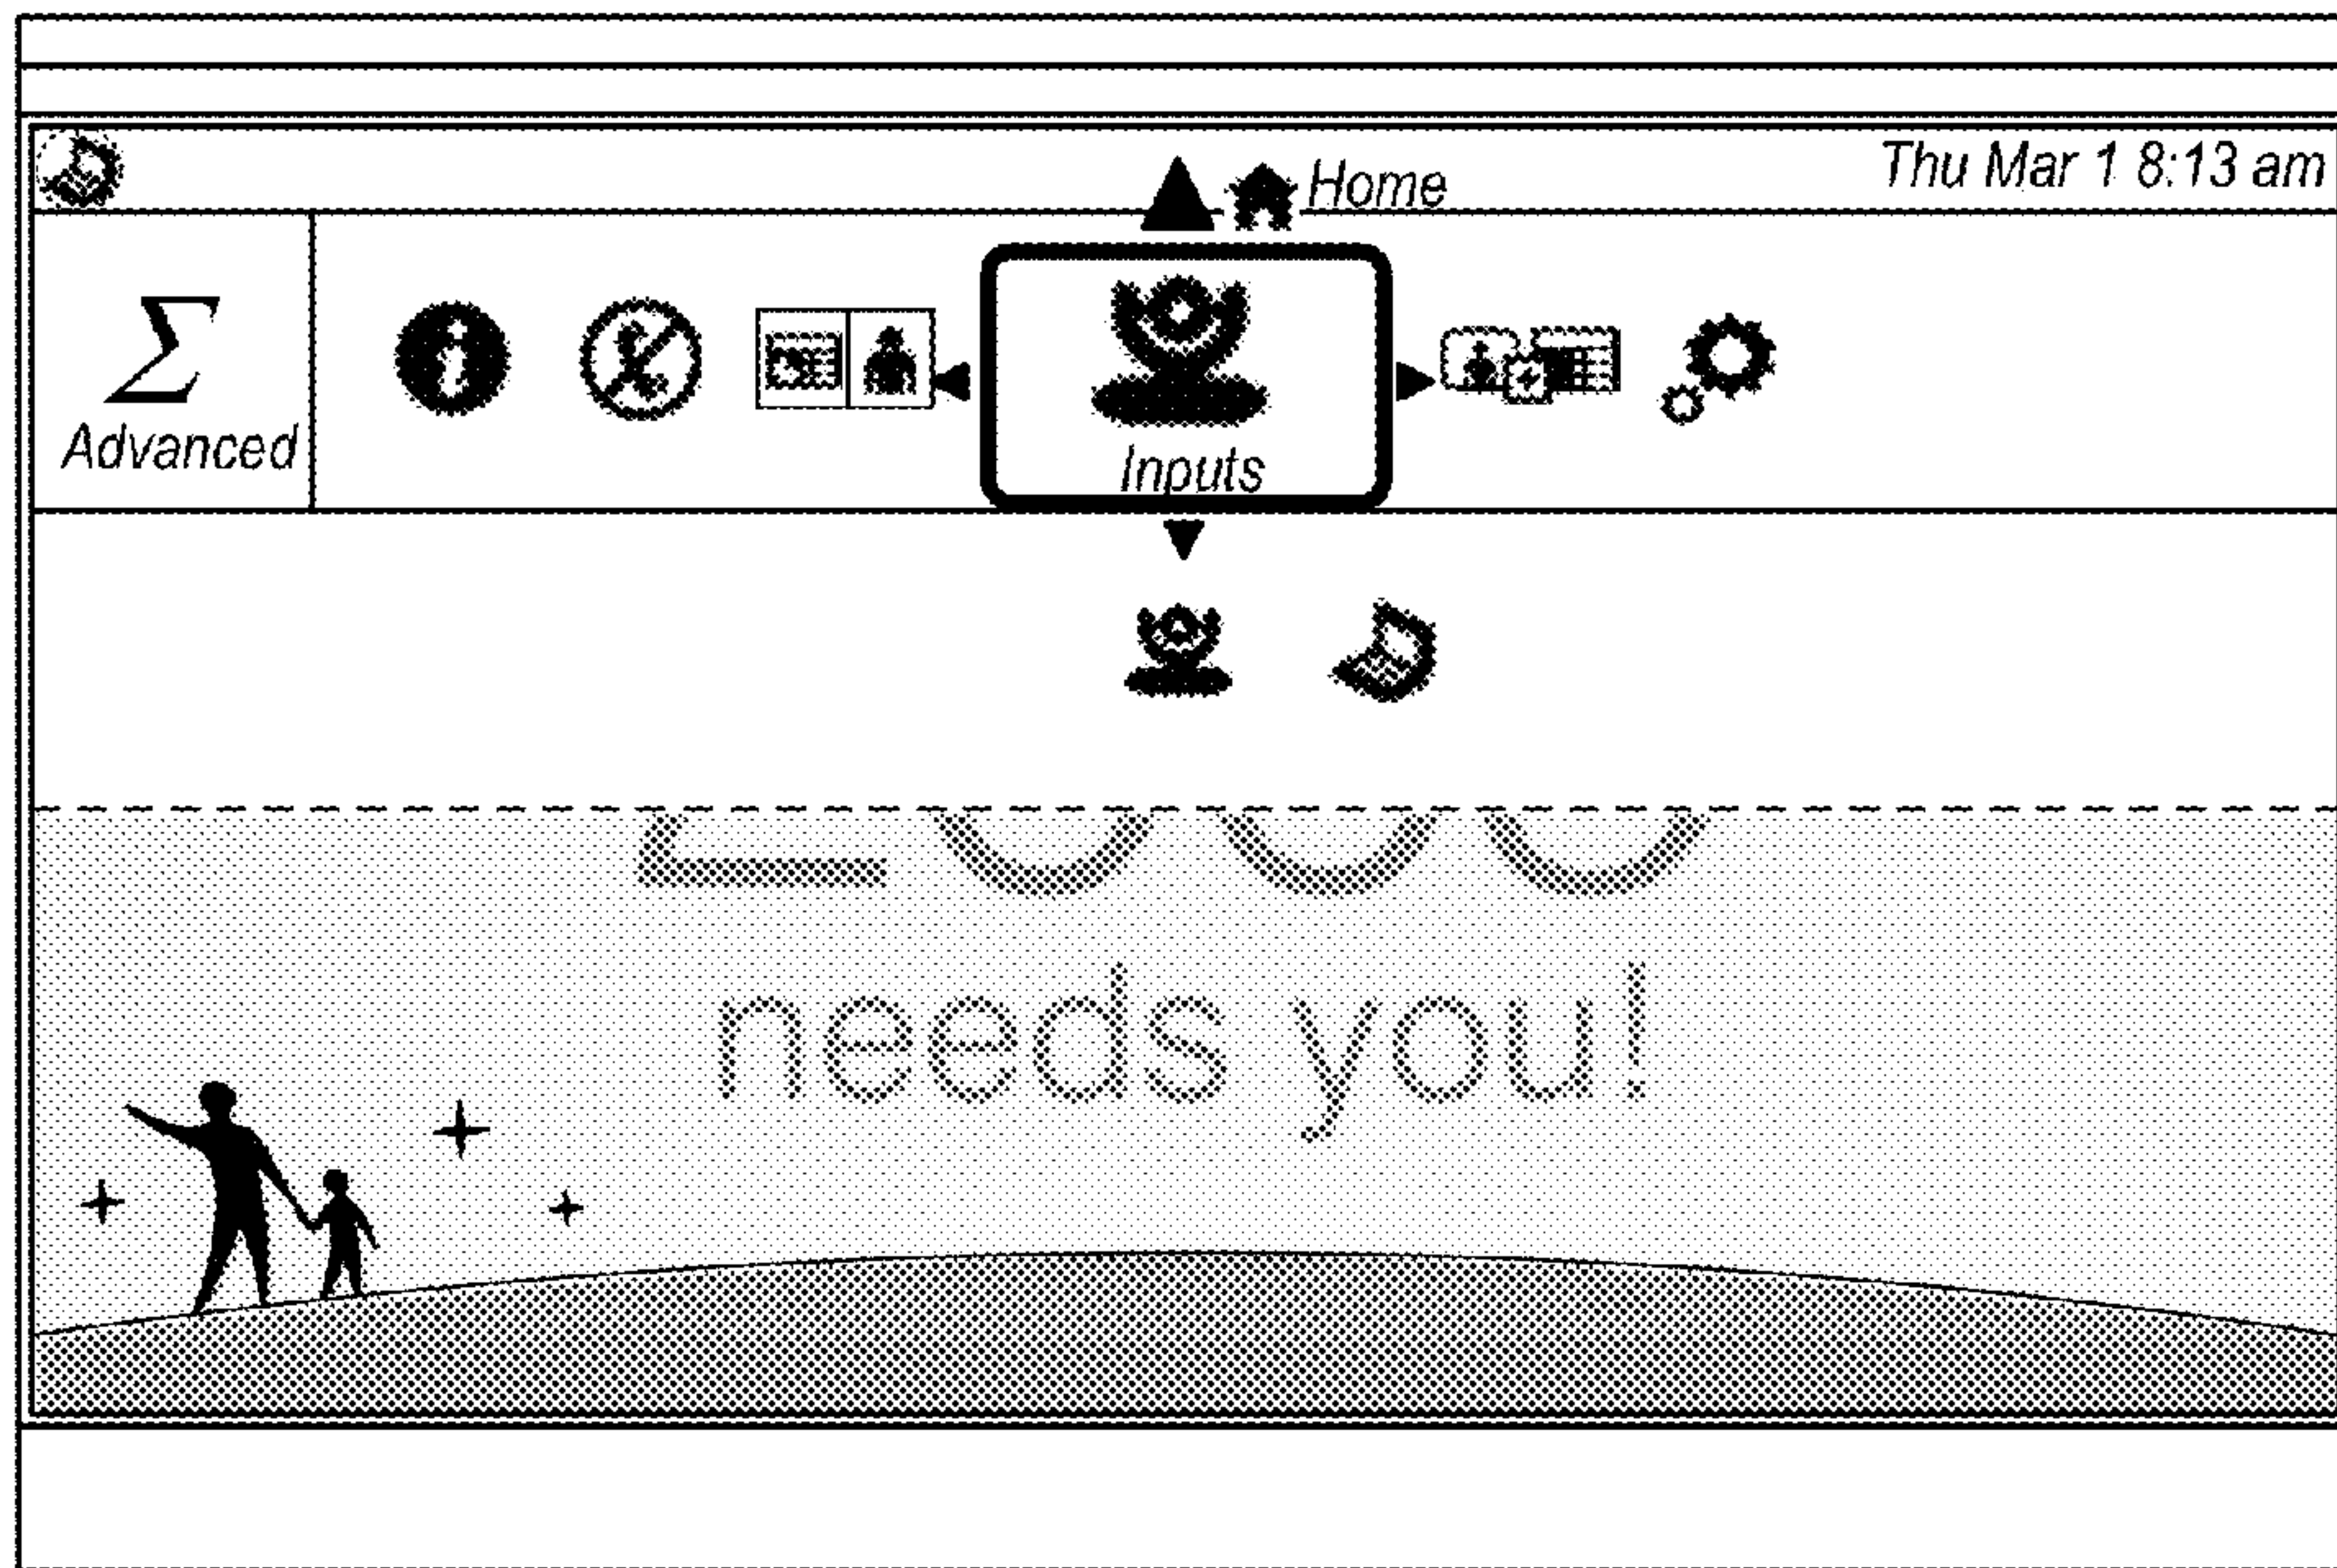 Home
Thu Mar 1 8:13 am
Σ
Advanced
Inputs
needs you!